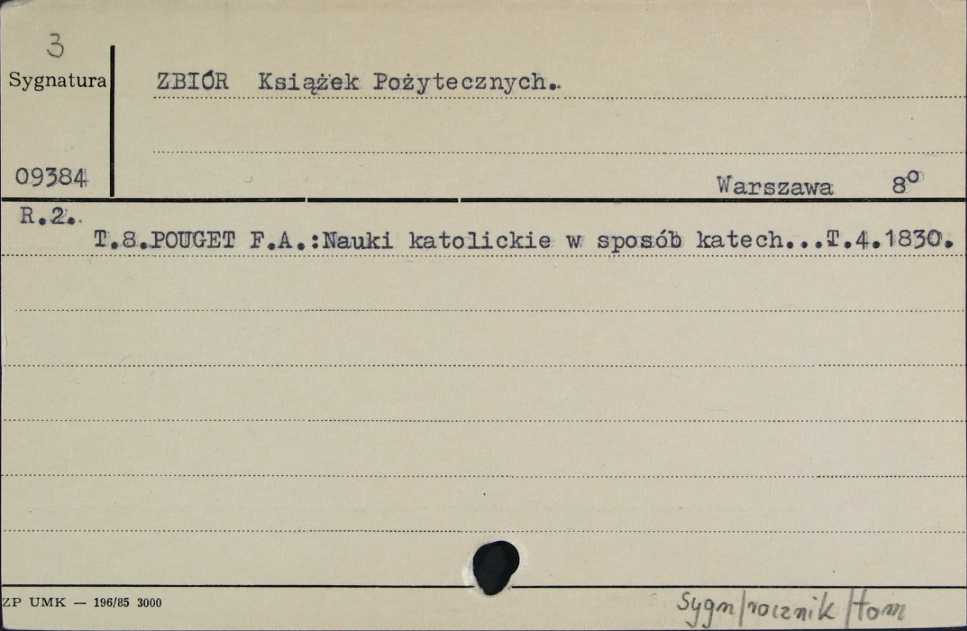 3
Sygnatura
ZBIÓR Książek Pożytecznych.
09384
Warszawa 8º
R.2.
T.8.POUGET F.A.:Nauki katolickie w sposób katech...T.4.1830.
ZP UMK — 196/85 3000
Sygn/rocznik/tom